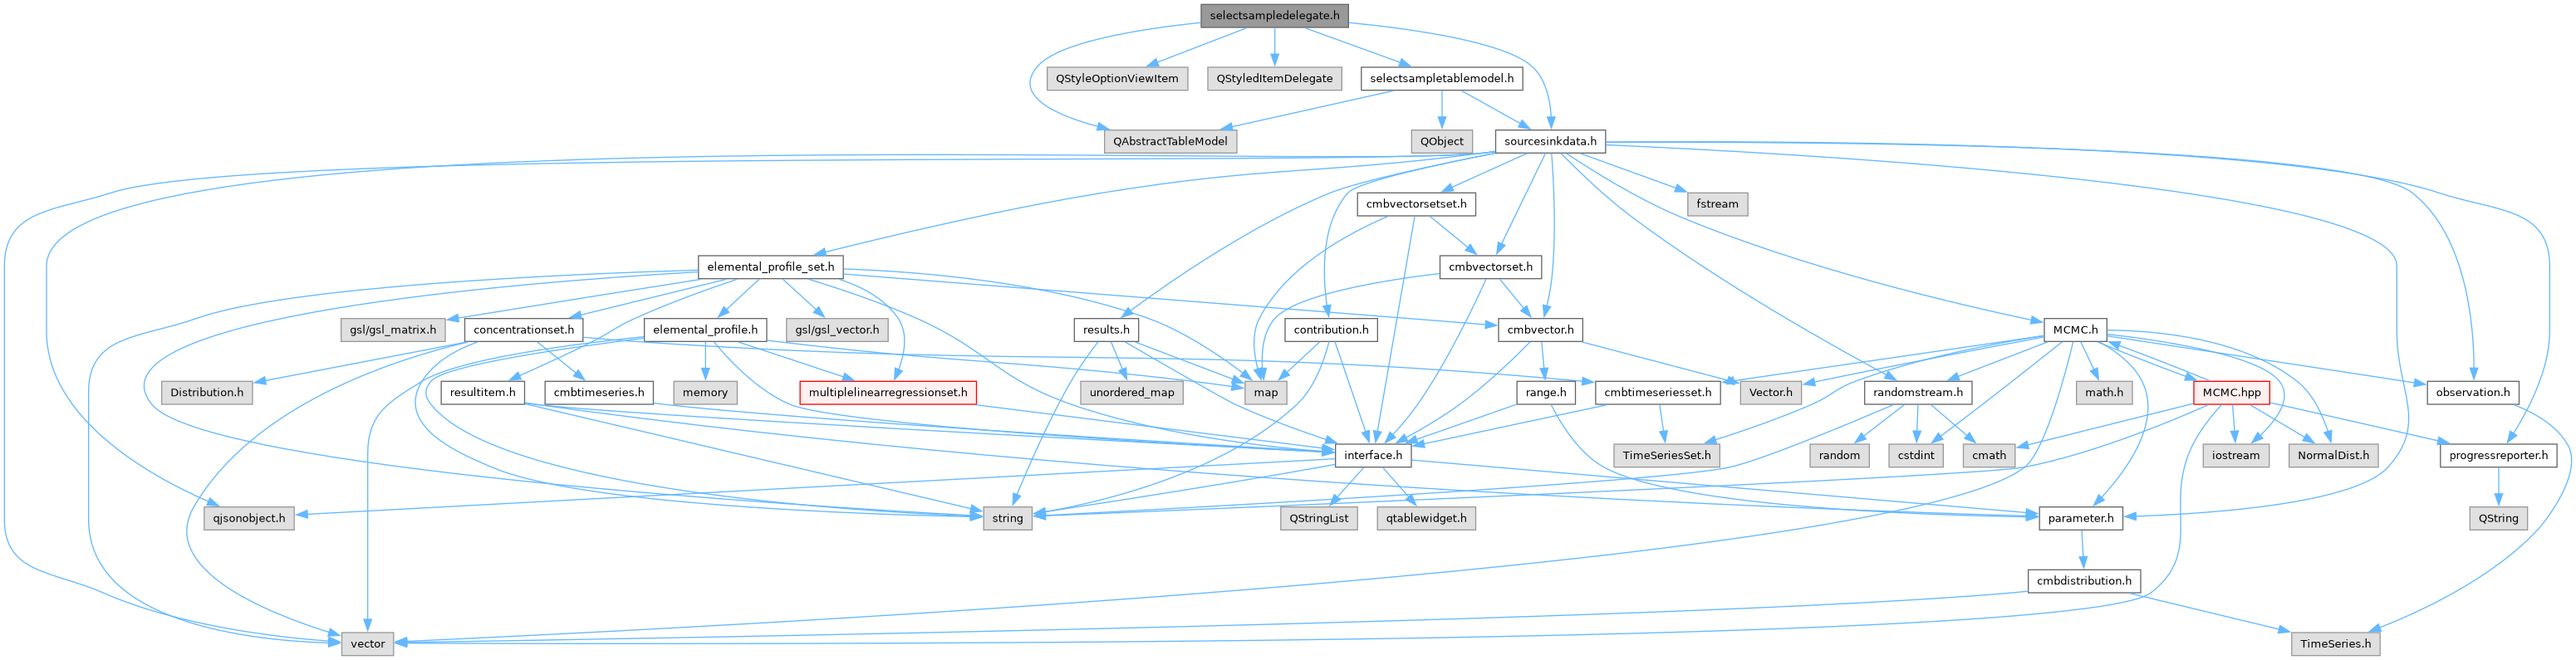 selectsampledelegate.h
QStyleOptionViewItem
QStyledItemDelegate
selectsampletablemodel.h
QAbstractTableModel
QObject
sourcesinkdata.h
cmbvectorsetset.h
fstream
elemental_profile_set.h
cmbvectorset.h
gsl/gsl_matrix.h
concentrationset.h
elemental_profile.h
gsl/gsl_vector.h
results.h
contribution.h
cmbvector.h
MCMC.h
Distribution.h
resultitem.h
cmbtimeseries.h
memory
multiplelinearregressionset.h
unordered_map
map
range.h
cmbtimeseriesset.h
Vector.h
randomstream.h
math.h
MCMC.hpp
observation.h
interface.h
TimeSeriesSet.h
random
cstdint
cmath
iostream
NormalDist.h
progressreporter.h
qjsonobject.h
string
QStringList
qtablewidget.h
parameter.h
QString
cmbdistribution.h
vector
TimeSeries.h